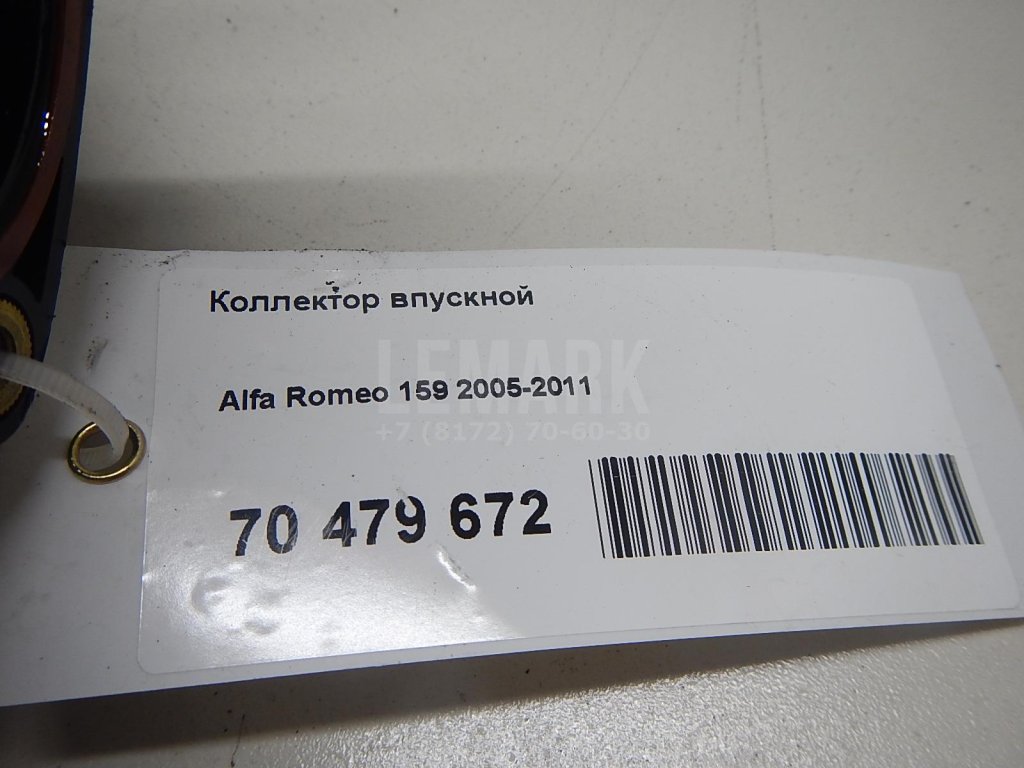 Коллектор впускной
LEMARK
Alfa Romeo 159 2005-2011
+7 (8172) 70-60-30
70 479 672